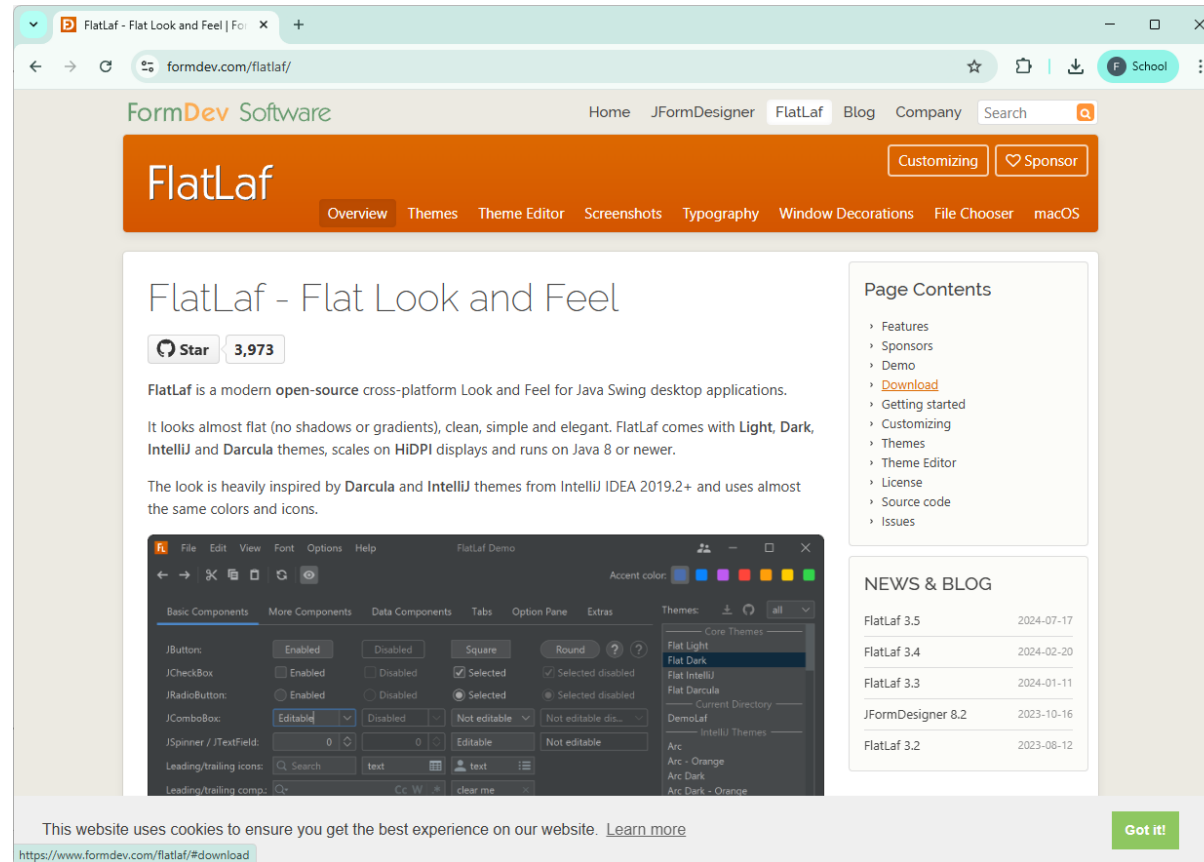 FlatLaf - Flat Look and Feel | For
formdev.com/flatlaf/
F School
FormDev Software
Home JFormDesigner FlatLaf Blog Company Search
Customizing Sponsor
FlatLaf
Overview Themes Theme Editor Screenshots Typography Window Decorations File Chooser macOS
FlatLaf - Flat Look and Feel
Star 3,973
FlatLaf is a modern open-source cross-platform Look and Feel for Java Swing desktop applications.
It looks almost flat (no shadows or gradients), clean, simple and elegant. FlatLaf comes with Light, Dark,
IntelliJ and Darcula themes, scales on HiDPI displays and runs on Java 8 or newer.
The look is heavily inspired by Darcula and IntelliJ themes from IntelliJ IDEA 2019.2+ and uses almost
the same colors and icons.
FL File Edit View Font Options Help FlatLaf Demo
Accent color:
Basic Components More Components Data Components Tabs Option Pane Extras
JButton: Enabled Disabled Square Round ? ?
JCheckBox Enabled Disabled Selected Selected disabled
JRadioButton: Enabled Disabled Selected Selected disabled
JComboBox: Editable Disabled Not editable Not editable dis...
JSpinner / JTextField: 0 0 Editable Not editable
Leading/trailing icons: Search text text
Leading/trailing comp.: Cc W .* clear me
Themes: all
Core Themes
Flat Light
Flat Dark
Flat IntelliJ
Flat Darcula
Current Directory
DemoLaf
IntelliJ Themes
Arc
Arc - Orange
Arc Dark
Arc Dark - Orange
Page Contents
Features
Sponsors
Demo
Download
Getting started
Customizing
Themes
Theme Editor
License
Source code
Issues
NEWS & BLOG
FlatLaf 3.5 2024-07-17
FlatLaf 3.4 2024-02-20
FlatLaf 3.3 2024-01-11
JFormDesigner 8.2 2023-10-16
FlatLaf 3.2 2023-08-12
This website uses cookies to ensure you get the best experience on our website. Learn more
Got it!
https://www.formdev.com/flatlaf/#download